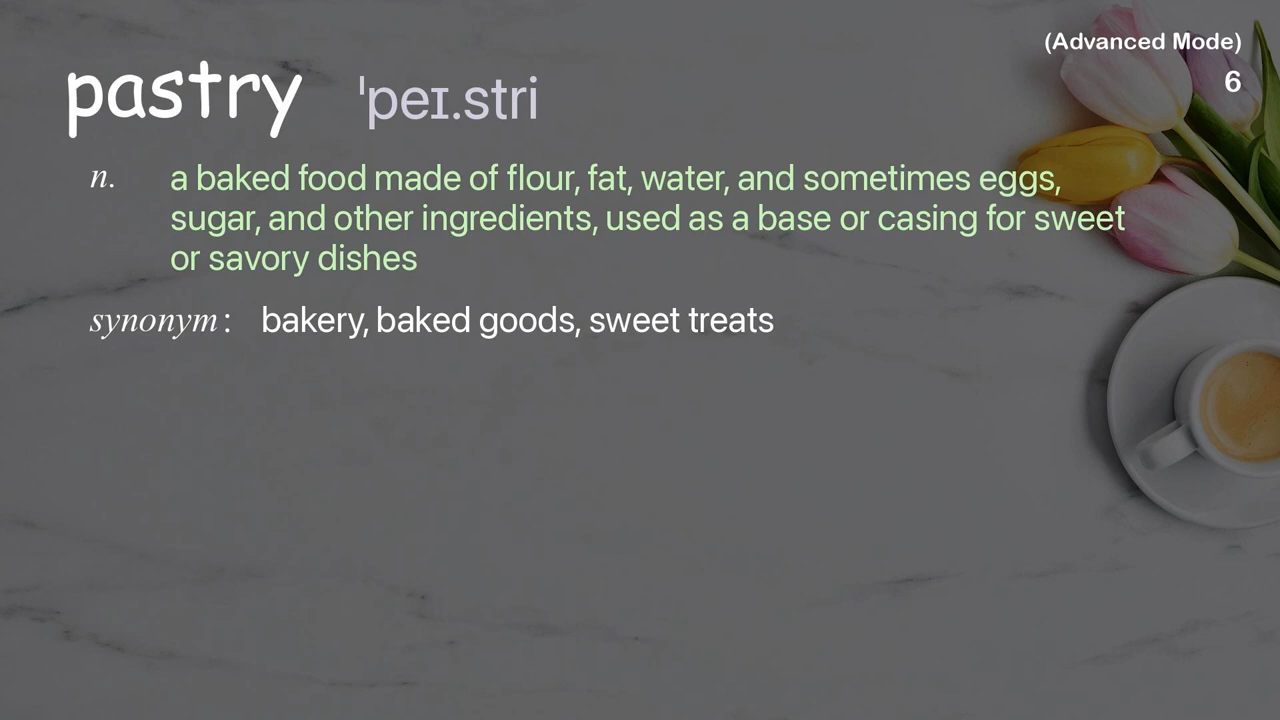 (Advanced Mode)
6
pastry ˈpeɪ.stri
n. a baked food made of flour, fat, water, and sometimes eggs,
sugar, and other ingredients, used as a base or casing for sweet
or savory dishes
synonym: bakery, baked goods, sweet treats